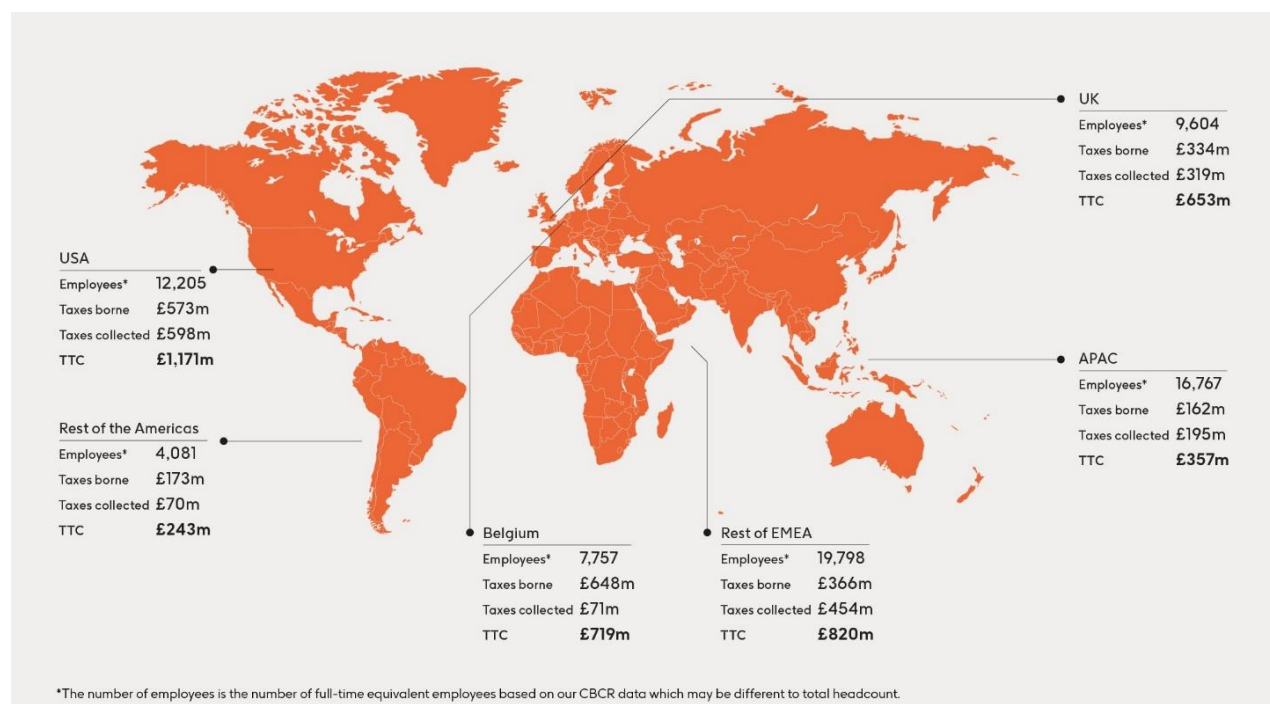 UK
Employees* 9,604
Taxes borne £334m
Taxes collected £319m
TTC £653m
USA
Employees* 12,205
Taxes borne £573m
Taxes collected £598m
TTC £1,171m
APAC
Employees* 16,767
Taxes borne £162m
Taxes collected £195m
TTC £357m
Rest of the Americas
Employees* 4,081
Taxes borne £173m
Taxes collected £70m
TTC £243m
Belgium
Employees* 7,757
Taxes borne £648m
Taxes collected £71m
TTC £719m
Rest of EMEA
Employees* 19,798
Taxes borne £366m
Taxes collected £454m
TTC £820m
*The number of employees is the number of full-time equivalent employees based on our CBCR data which may be different to total headcount.